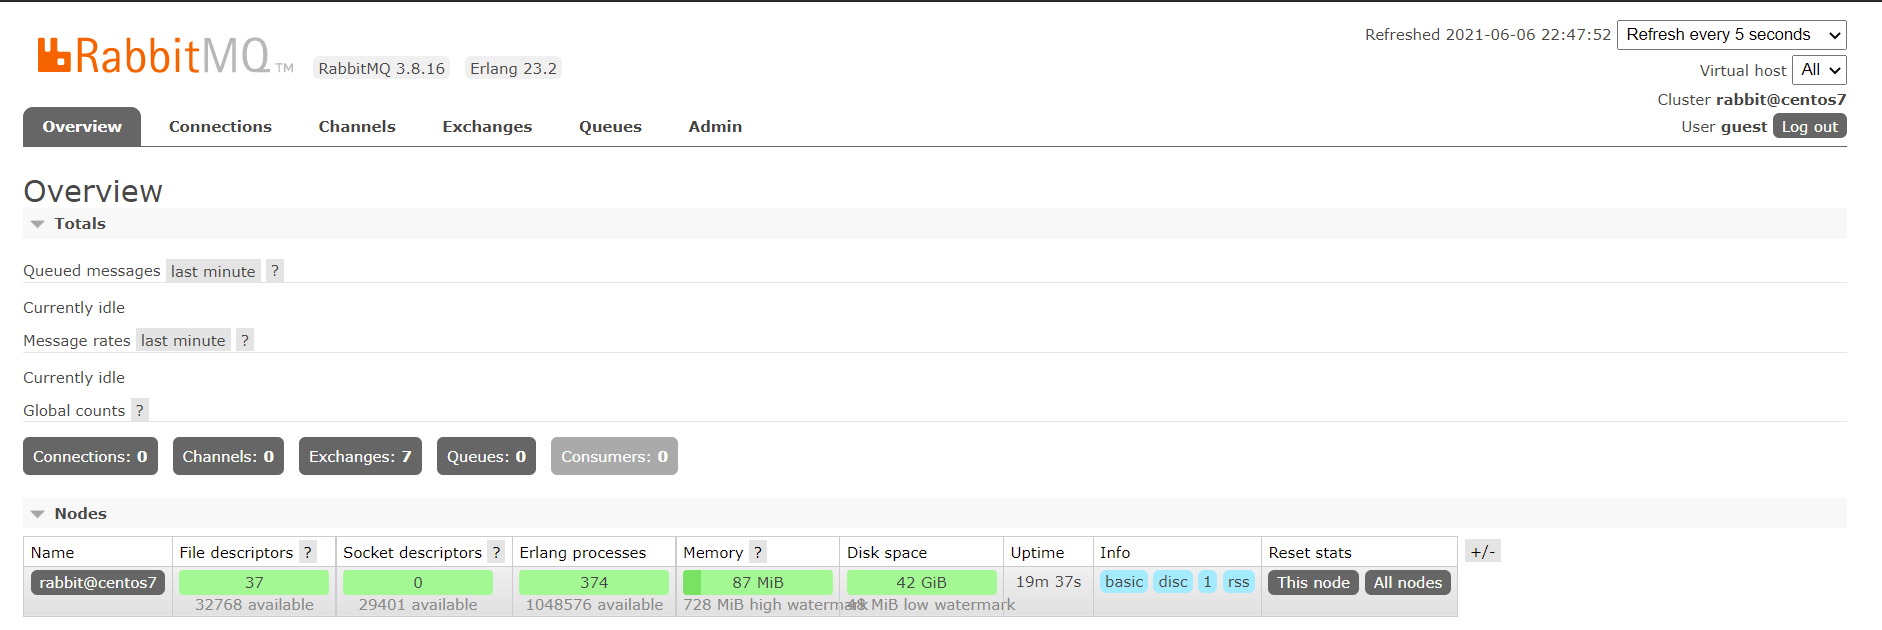 RabbitMQ TM RabbitMQ 3.8.16 Erlang 23.2
Refreshed 2021-06-06 22:47:52 Refresh every 5 seconds
Virtual host All
Cluster rabbit@centos7
User guest Log out
Overview Connections Channels Exchanges Queues Admin
Overview
Totals
Queued messages last minute ?
Currently idle
Message rates last minute ?
Currently idle
Global counts ?
Connections: 0 Channels: 0 Exchanges: 7 Queues: 0 Consumers: 0
Nodes
Name File descriptors ? Socket descriptors ? Erlang processes Memory ? Disk space Uptime Info Reset stats +/-
rabbit@centos7 37 0 374 87 MiB 42 GiB 19m 37s basic disc 1 rss This node All nodes
32768 available 29401 available 1048576 available 728 MiB high watermark 48 MiB low watermark